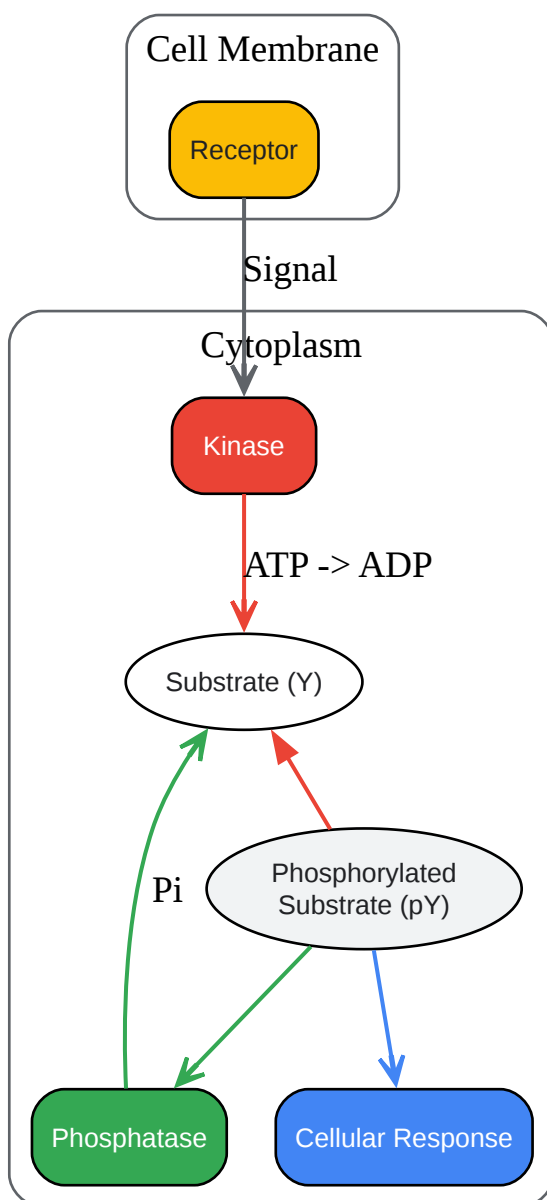 Cell Membrane
Receptor
Signal
Cytoplasm
Kinase
ATP -> ADP
Substrate (Y)
Phosphorylated
Substrate (pY)
Pi
Phosphatase
Cellular Response